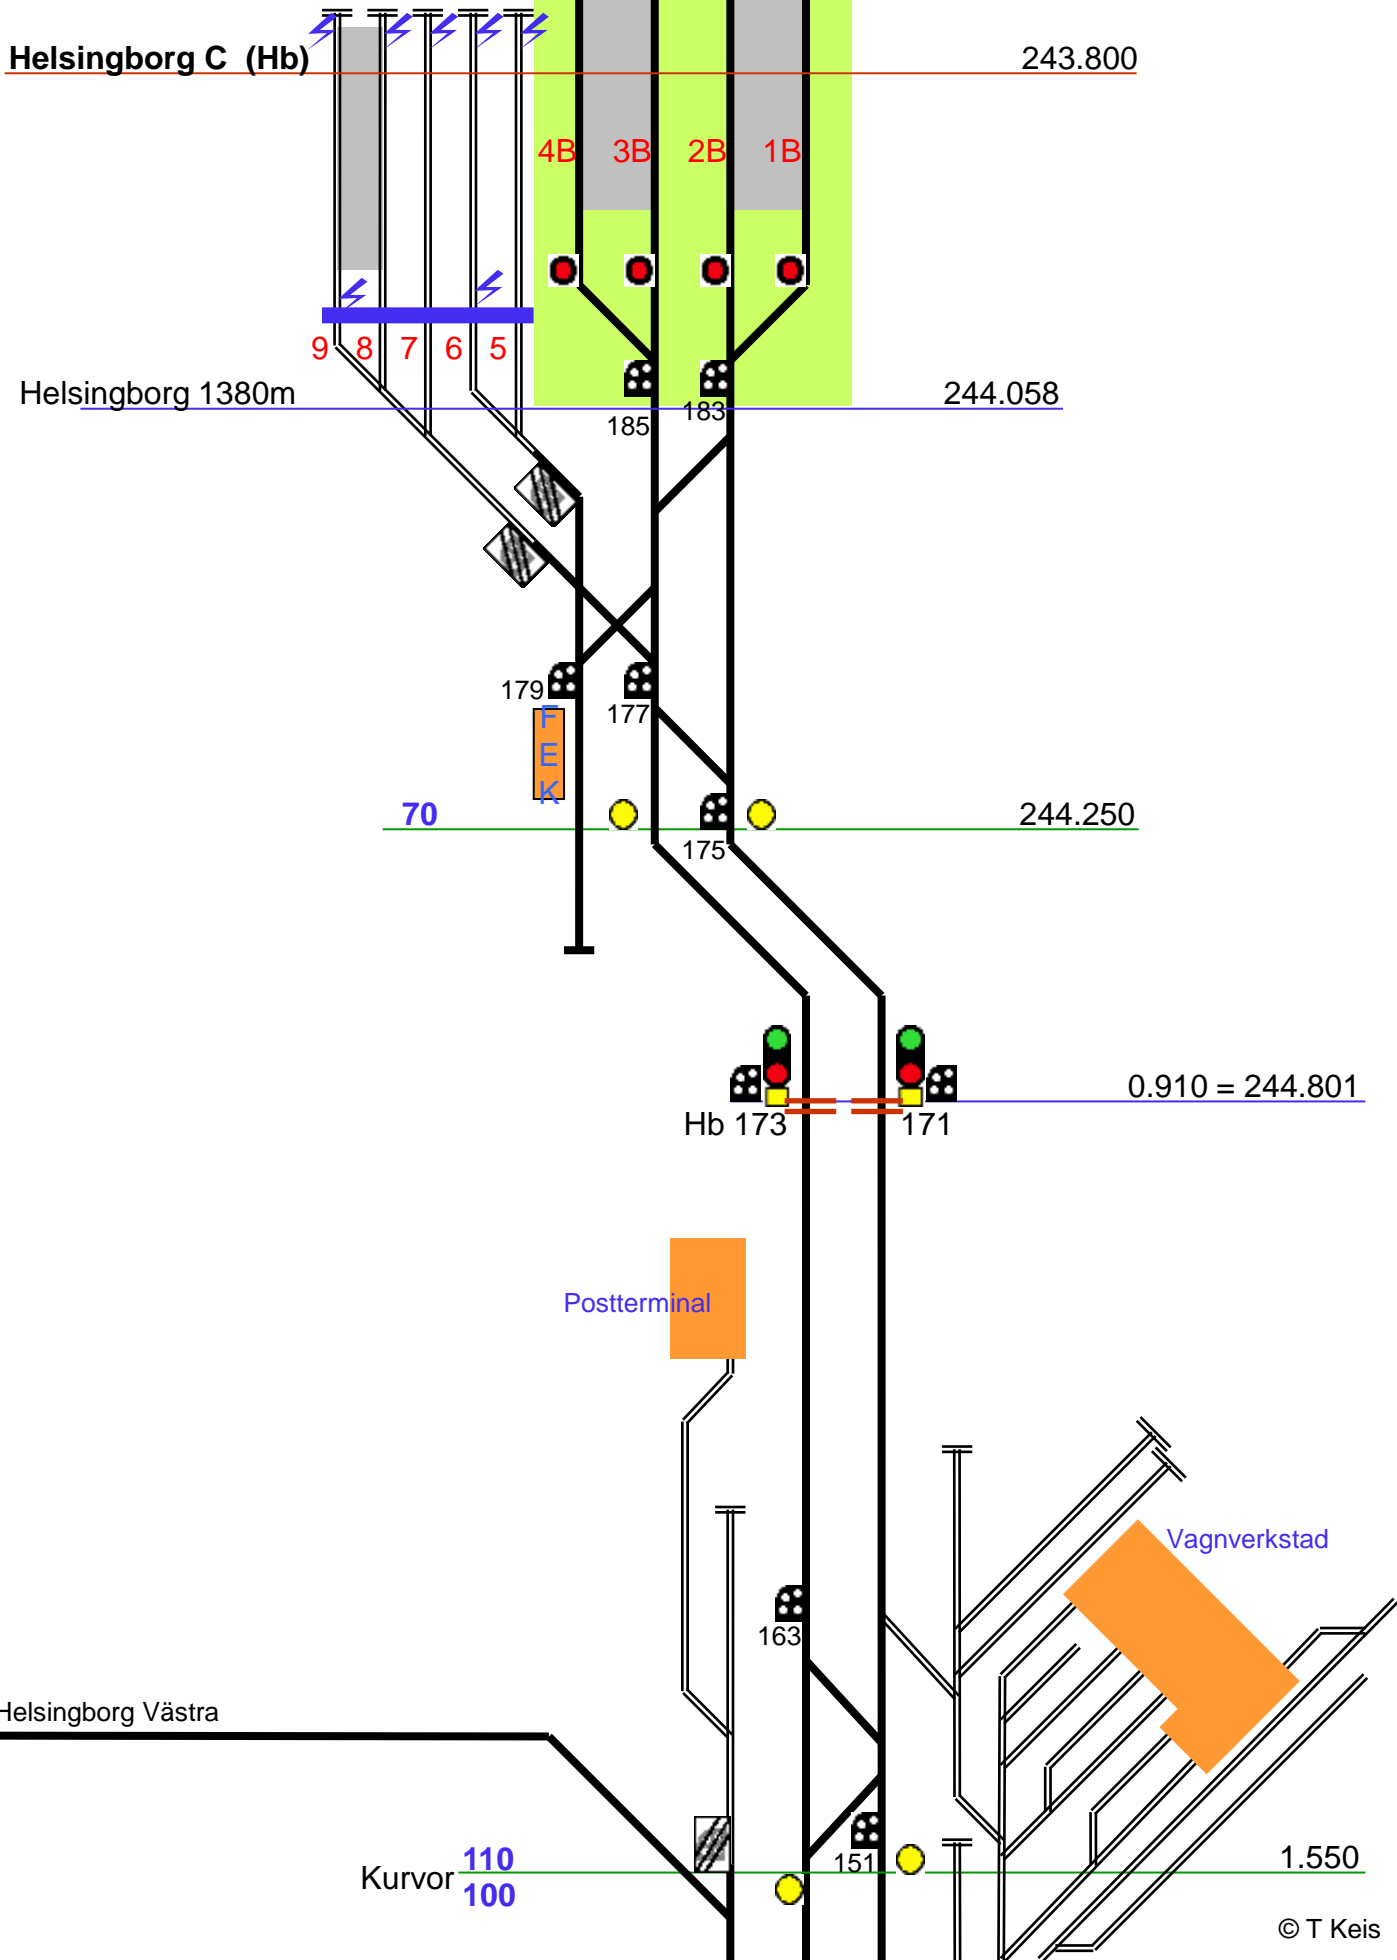 Helsingborg C (Hb)
243.800
4B 3B 2B 1B
9 8 7 6 5
Helsingborg 1380m
244.058
183
185
179
177
F
E
K
70
244.250
175
0.910 = 244.801
Hb 173
171
Postterminal
Vagnverkstad
163
Helsingborg Västra
151
1.550
Kurvor
110
100
© T Keis